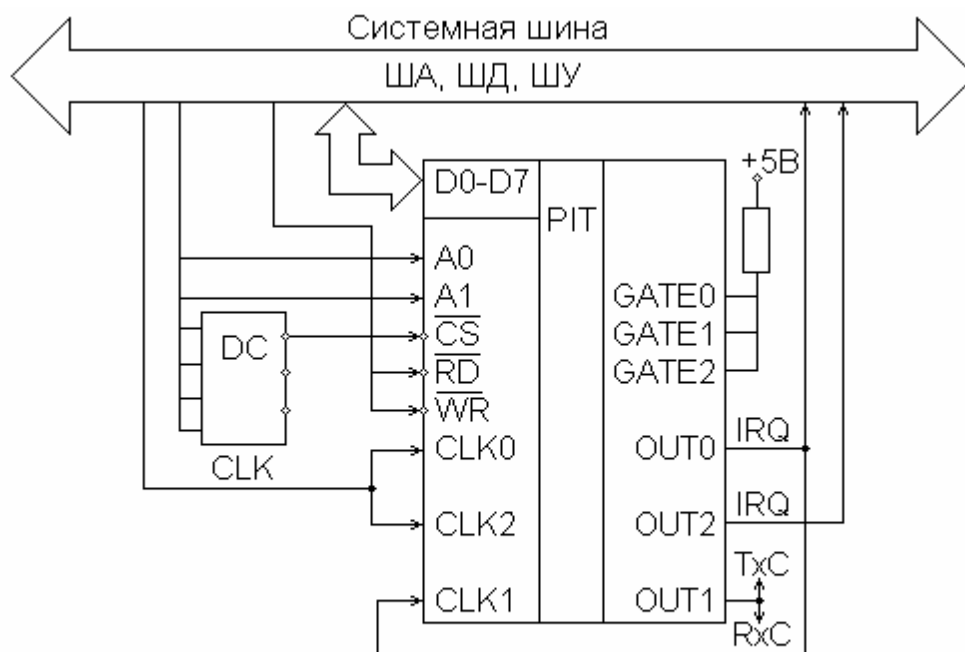 Системная шина
ША, ШД, ШУ
+5В
D0-D7
PIT
A0
A1
GATE0
CS
GATE1
DC
RD
GATE2
WR
CLK0
OUT0
IRQ
CLK
CLK2
OUT2
IRQ
TxC
CLK1
OUT1
RxC